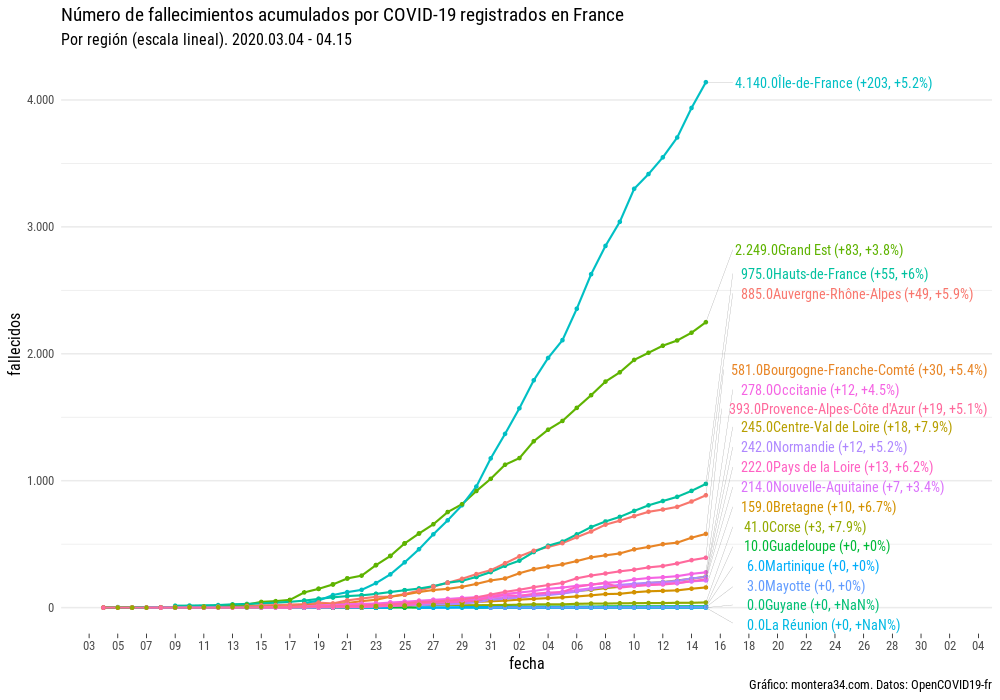 Número de fallecimientos acumulados por COVID-19 registrados en France
Por región (escala lineal). 2020.03.04 - 04.15
4.140.0Île-de-France (+203, +5.2%)
4.000
3.000
2.249.0Grand Est (+83, +3.8%)
975.0Hauts-de-France (+55, +6%)
885.0Auvergne-Rhône-Alpes (+49, +5.9%)
fallecidos
2.000
581.0Bourgogne-Franche-Comté (+30, +5.4%)
278.0Occitanie (+12, +4.5%)
393.0Provence-Alpes-Côte d'Azur (+19, +5.1%)
245.0Centre-Val de Loire (+18, +7.9%)
242.0Normandie (+12, +5.2%)
222.0Pays de la Loire (+13, +6.2%)
1.000
214.0Nouvelle-Aquitaine (+7, +3.4%)
159.0Bretagne (+10, +6.7%)
41.0Corse (+3, +7.9%)
10.0Guadeloupe (+0, +0%)
6.0Martinique (+0, +0%)
3.0Mayotte (+0, +0%)
0.0Guyane (+0, +NaN%)
0
0.0La Réunion (+0, +NaN%)
03 05 07 09 11 13 15 17 19 21 23 25 27 29 31 02 04 06 08 10 12 14 16 18 20 22 24 26 28 30 02 04
fecha
Gráfico: montera34.com. Datos: OpenCOVID19-fr